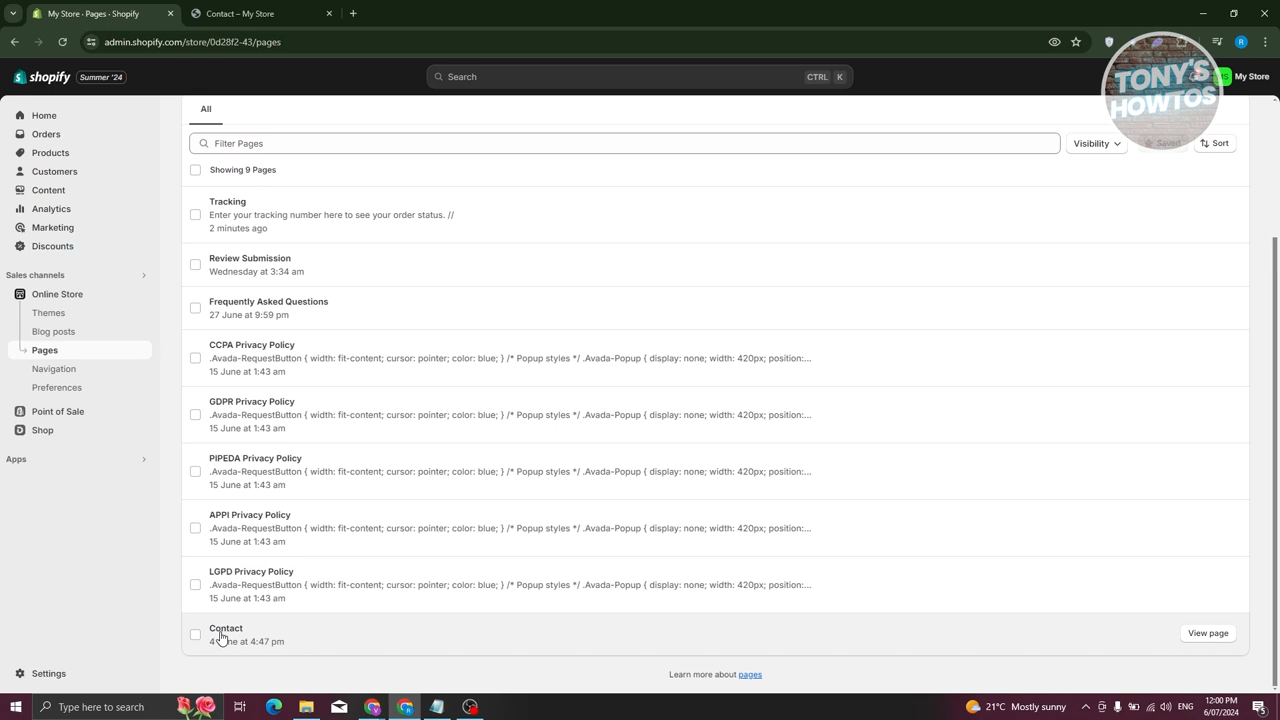 My Store · Pages · Shopify
Contact – My Store
admin.shopify.com/store/0d28f2-43/pages
R
shopify
Summer '24
Search
CTRL
K
MS
My Store
TONY'S
HOWTOS
Home
Orders
Products
Customers
Content
Analytics
Marketing
Discounts
Sales channels
Online Store
Themes
Blog posts
Pages
Navigation
Preferences
Point of Sale
Shop
Apps
Settings
All
Filter Pages
Visibility
Saved
Sort
Showing 9 Pages
Tracking
Enter your tracking number here to see your order status. //
2 minutes ago
Review Submission
Wednesday at 3:34 am
Frequently Asked Questions
27 June at 9:59 pm
CCPA Privacy Policy
.Avada-RequestButton { width: fit-content; cursor: pointer; color: blue; } /* Popup styles */ .Avada-Popup { display: none; width: 420px; position:...
15 June at 1:43 am
GDPR Privacy Policy
.Avada-RequestButton { width: fit-content; cursor: pointer; color: blue; } /* Popup styles */ .Avada-Popup { display: none; width: 420px; position:...
15 June at 1:43 am
PIPEDA Privacy Policy
.Avada-RequestButton { width: fit-content; cursor: pointer; color: blue; } /* Popup styles */ .Avada-Popup { display: none; width: 420px; position:...
15 June at 1:43 am
APPI Privacy Policy
.Avada-RequestButton { width: fit-content; cursor: pointer; color: blue; } /* Popup styles */ .Avada-Popup { display: none; width: 420px; position:...
15 June at 1:43 am
LGPD Privacy Policy
.Avada-RequestButton { width: fit-content; cursor: pointer; color: blue; } /* Popup styles */ .Avada-Popup { display: none; width: 420px; position:...
15 June at 1:43 am
Contact
4 June at 4:47 pm
View page
Learn more about pages
Type here to search
21°C Mostly sunny
12:00 PM
6/07/2024